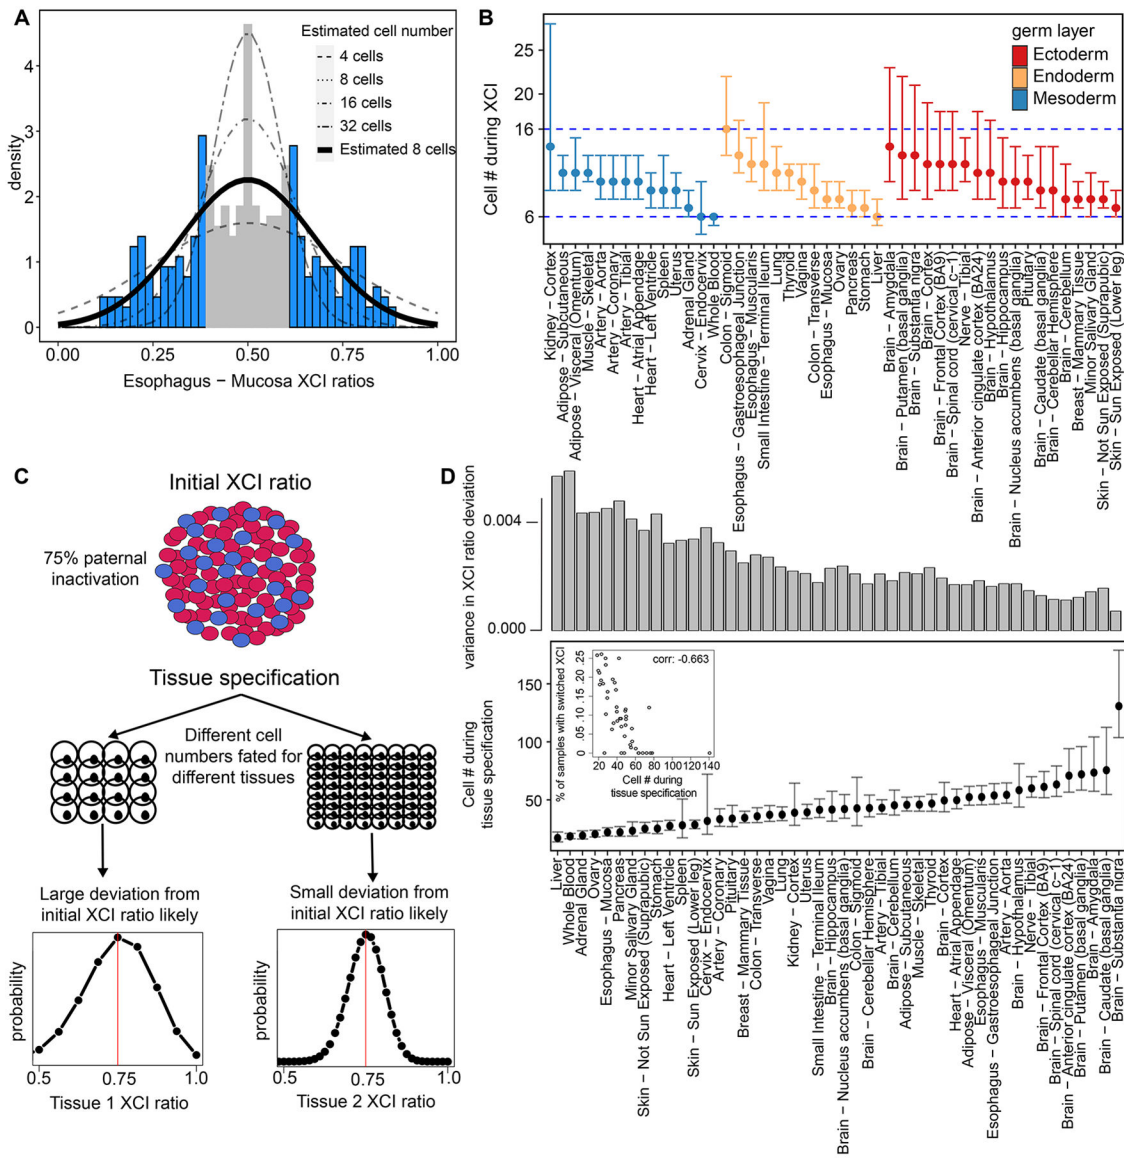 A
Estimated cell number
4 cells
8 cells
16 cells
32 cells
Estimated 8 cells
density
4
3
2
1
0
0.00
0.25
0.50
0.75
1.00
Esophagus − Mucosa XCI ratios
B
germ layer
Ectoderm
Endoderm
Mesoderm
Cell # during XCI
25
20
16
6
Kidney − Cortex
Adipose − Subcutaneous
Adipose − Visceral (Omentum)
Muscle − Skeletal
Artery − Aorta
Artery − Coronary
Artery − Tibial
Heart − Atrial Appendage
Heart − Left Ventricle
Spleen
Uterus
Adrenal Gland
Cervix − Endocervix
Whole Blood
Colon − Sigmoid
Esophagus − Gastroesophageal Junction
Esophagus − Muscularis
Small Intestine − Terminal Ileum
Lung
Thyroid
Vagina
Colon − Transverse
Esophagus − Mucosa
Ovary
Pancreas
Stomach
Liver
Brain − Amygdala
Brain − Putamen (basal ganglia)
Brain − Substantia nigra
Brain − Cortex
Brain − Frontal Cortex (BA9)
Brain − Spinal cord (cervical c−1)
Nerve − Tibial
Brain − Anterior cingulate cortex (BA24)
Brain − Hypothalamus
Brain − Hippocampus
Brain − Nucleus accumbens (basal ganglia)
Pituitary
Brain − Caudate (basal ganglia)
Brain − Cerebellar Hemisphere
Brain − Cerebellum
Breast − Mammary Tissue
Minor Salivary Gland
Skin − Not Sun Exposed (Suprapubic)
Skin − Sun Exposed (Lower leg)
C
Initial XCI ratio
75% paternal
inactivation
Tissue specification
Different cell
numbers fated for
different tissues
Large deviation from
initial XCI ratio likely
Small deviation from
initial XCI ratio likely
probability
0.5
0.75
1.0
Tissue 1 XCI ratio
probability
0.5
0.75
1.0
Tissue 2 XCI ratio
D
variance in XCI ratio deviation
0.004
0.000
Cell # during
tissue specification
150
100
50
% of samples with switched XCI
.25
.20
.15
.10
.05
0
corr: -0.663
20
40
60
80
100
120
140
Cell # during
tissue specification
Liver
Whole Blood
Adrenal Gland
Ovary
Esophagus − Mucosa
Pancreas
Minor Salivary Gland
Skin − Not Sun Exposed (Suprapubic)
Stomach
Heart − Left Ventricle
Spleen
Skin − Sun Exposed (Lower leg)
Cervix − Endocervix
Artery − Coronary
Pituitary
Breast − Mammary Tissue
Colon − Transverse
Vagina
Lung
Kidney − Cortex
Uterus
Small Intestine − Terminal Ileum
Brain − Hippocampus
Brain − Nucleus accumbens (basal ganglia)
Colon − Sigmoid
Brain − Cerebellar Hemisphere
Artery − Tibial
Brain − Cerebellum
Adipose − Subcutaneous
Muscle − Skeletal
Thyroid
Brain − Cortex
Heart − Atrial Appendage
Adipose − Visceral (Omentum)
Esophagus − Muscularis
Esophagus − Gastroesophageal Junction
Artery − Aorta
Brain − Hypothalamus
Nerve − Tibial
Brain − Frontal Cortex (BA9)
Brain − Spinal cord (cervical c−1)
Brain − Anterior cingulate cortex (BA24)
Brain − Putamen (basal ganglia)
Brain − Amygdala
Brain − Caudate (basal ganglia)
Brain − Substantia nigra